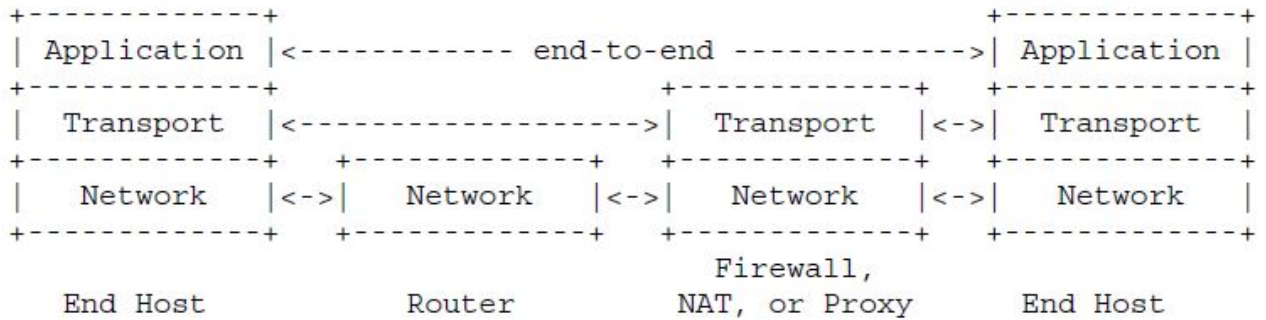 +-------------+                                       +-------------+
| Application |<------------ end-to-end ------------->| Application |
+-------------+                     +-------------+   +-------------+
|  Transport  |<------------------->|  Transport  |<->|  Transport  |
+-------------+   +-------------+   +-------------+   +-------------+
|   Network   |<->|   Network   |<->|   Network   |<->|   Network   |
+-------------+   +-------------+   +-------------+   +-------------+
                                       Firewall,
   End Host           Router         NAT, or Proxy      End Host